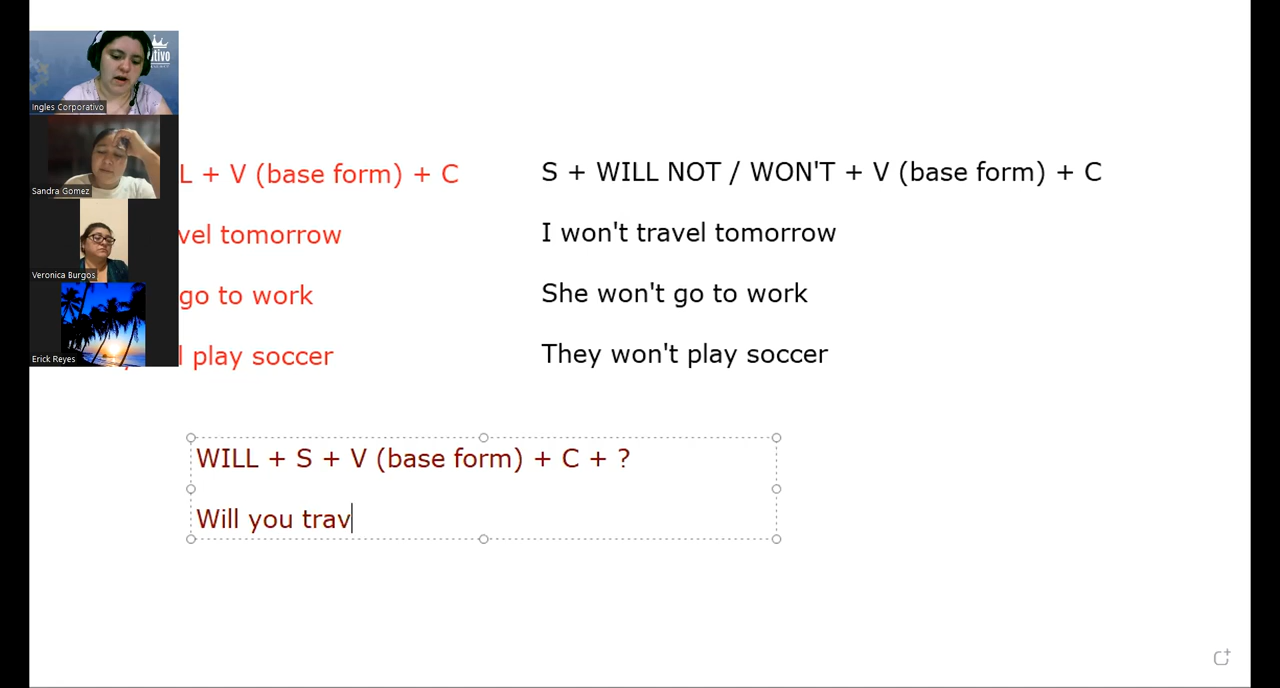 Ingles Corporativo
Sandra Gomez
Veronica Burgos
Erick Reyes
L + V (base form) + C
vel tomorrow
go to work
l play soccer
S + WILL NOT / WON'T + V (base form) + C
I won't travel tomorrow
She won't go to work
They won't play soccer
WILL + S + V (base form) + C + ?
Will you trav